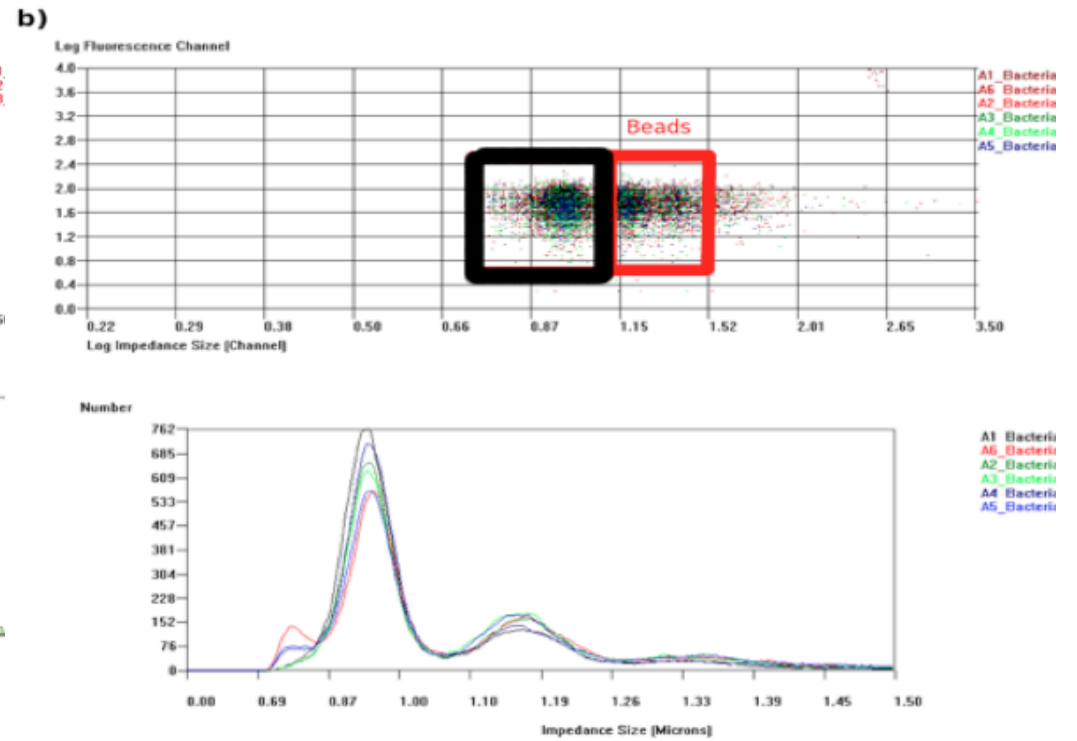 b)
Log Fluorescence Channel
4.0
3.6
3.2
2.8
2.4
2.0
1.6
1.2
0.8
0.4
0.0
Beads
A1_Bacteria
A6_Bacteria
A2_Bacteria
A3_Bacteria
A4_Bacteria
A5_Bacteria
0.22 0.29 0.38 0.50 0.66 0.87 1.15 1.52 2.01 2.65 3.50
Log Impedance Size [Channel]
Number
762
685
609
533
457
381
304
228
152
76
0
A1 Bacteria
A6_Bacteria
A2_Bacteria
A3_Bacteria
A4 Bacteria
A5_Bacteria
0.00 0.69 0.87 1.00 1.10 1.19 1.26 1.33 1.39 1.45 1.50
Impedance Size [Microns]